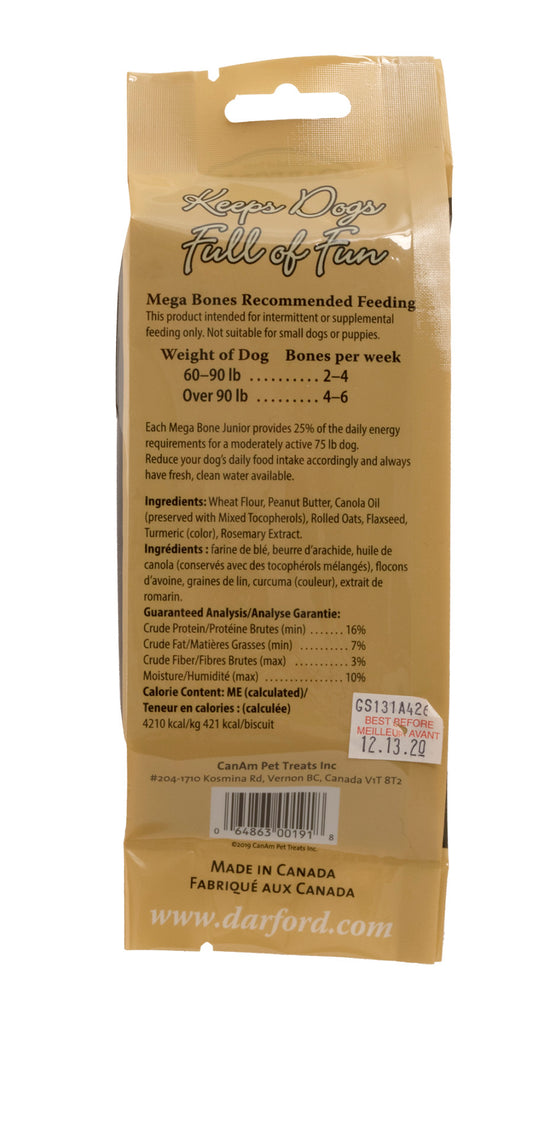 Keeps Dogs
Full of Fun
Mega Bones Recommended Feeding
This product intended for intermittent or supplemental
feeding only. Not suitable for small dogs or puppies.
Weight of Dog Bones per week
60–90 lb .......... 2–4
Over 90 lb ......... 4–6
Each Mega Bone Junior provides 25% of the daily energy
requirements for a moderately active 75 lb dog.
Reduce your dog's daily food intake accordingly and always
have fresh, clean water available.
Ingredients: Wheat Flour, Peanut Butter, Canola Oil
(preserved with Mixed Tocopherols), Rolled Oats, Flaxseed,
Turmeric (color), Rosemary Extract.
Ingrédients : farine de blé, beurre d'arachide, huile de
canola (conservés avec des tocophérols mélangés), flocons
d'avoine, graines de lin, curcuma (couleur), extrait de
romarin.
Guaranteed Analysis/Analyse Garantie:
Crude Protein/Protéine Brutes (min) ....... 16%
Crude Fat/Matières Grasses (min) .......... 7%
Crude Fiber/Fibres Brutes (max) ........... 3%
Moisture/Humidité (max) ................ 10%
Calorie Content: ME (calculated)/
Teneur en calories : (calculée)
4210 kcal/kg 421 kcal/biscuit
GS131A426
BEST BEFORE
MEILLEUR AVANT
12.13.20
CanAm Pet Treats Inc
#204-1710 Kosmina Rd, Vernon BC, Canada V1T 8T2
0 64863 00191 8
©2019 CanAm Pet Treats Inc.
Made in Canada
Fabriqué aux Canada
www.darford.com